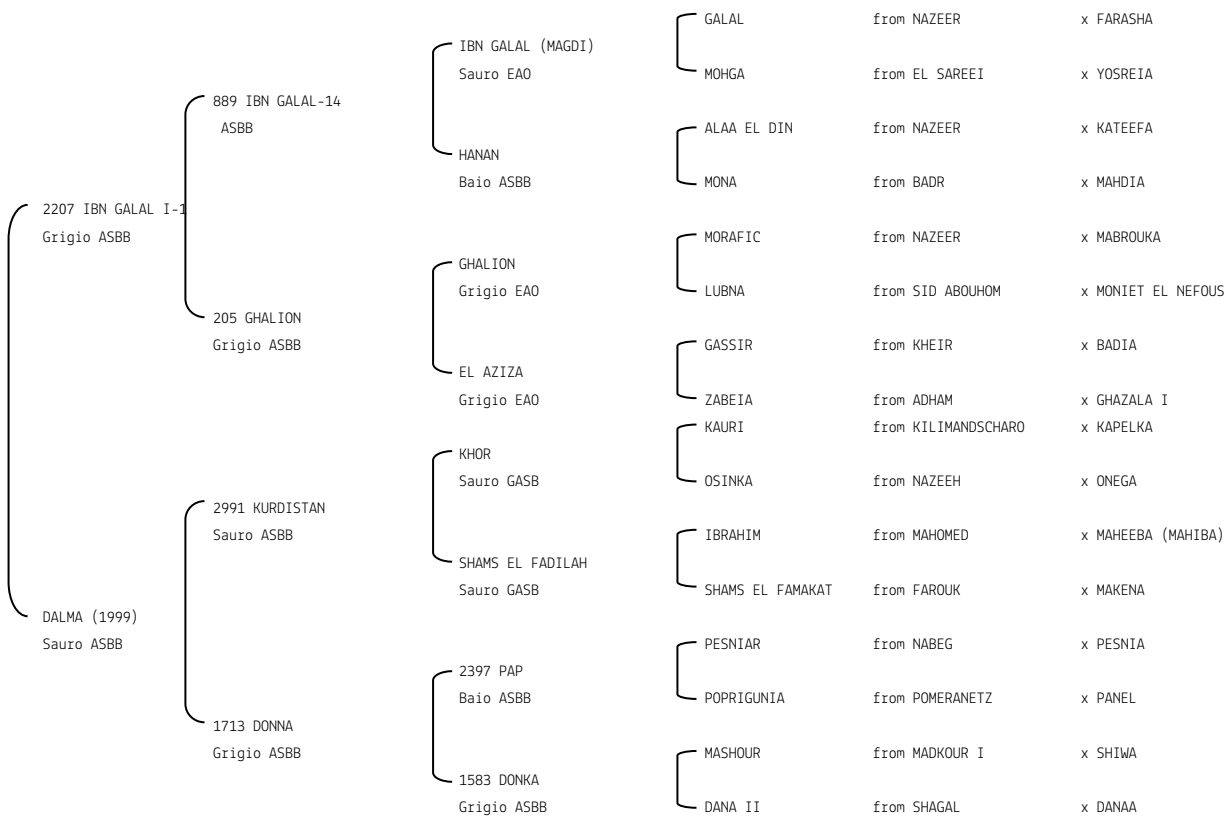 GALAL from NAZEER x FARASHA
IBN GALAL (MAGDI)
Sauro EAO MOHGA from EL SAREEI x YOSREIA
889 IBN GALAL-14
ASBB ALAA EL DIN from NAZEER x KATEEFA
HANAN
Baio ASBB MONA from BADR x MAHDIA
2207 IBN GALAL I-1
Grigio ASBB MORAFIC from NAZEER x MABROUKA
GHALION
Grigio EAO LUBNA from SID ABOUHOM x MONIET EL NEFOUS
205 GHALION
Grigio ASBB GASSIR from KHEIR x BADIA
EL AZIZA
Grigio EAO ZABEIA from ADHAM x GHAZALA I
KAURI from KILIMANDSCHARO x KAPELKA
KHOR
Sauro GASB OSINKA from NAZEEH x ONEGA
2991 KURDISTAN
Sauro ASBB IBRAHIM from MAHOMED x MAHEEBA (MAHIBA)
SHAMS EL FADILAH
Sauro GASB SHAMS EL FAMAKAT from FAROUK x MAKENA
DALMA (1999)
Sauro ASBB PESNIAR from NABEG x PESNIA
2397 PAP
Baio ASBB POPRIGUNIA from POMERANETZ x PANEL
1713 DONNA
Grigio ASBB MASHOUR from MADKOUR I x SHIWA
1583 DONKA
Grigio ASBB DANA II from SHAGAL x DANAA